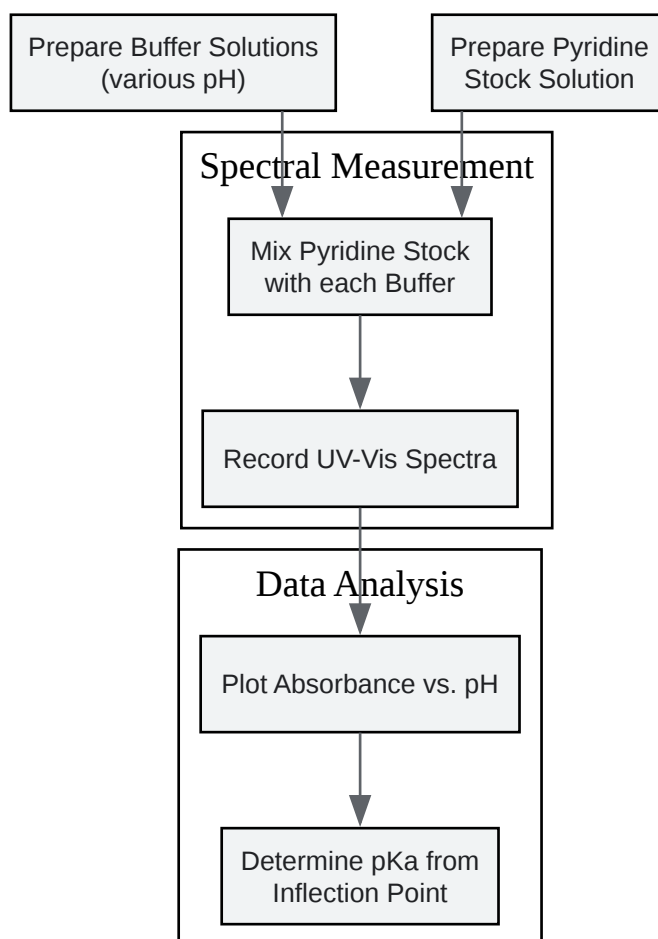 Prepare Buffer Solutions
(various pH)
Prepare Pyridine
Stock Solution
Spectral Measurement
Mix Pyridine Stock
with each Buffer
Record UV-Vis Spectra
Data Analysis
Plot Absorbance vs. pH
Determine pKa from
Inflection Point